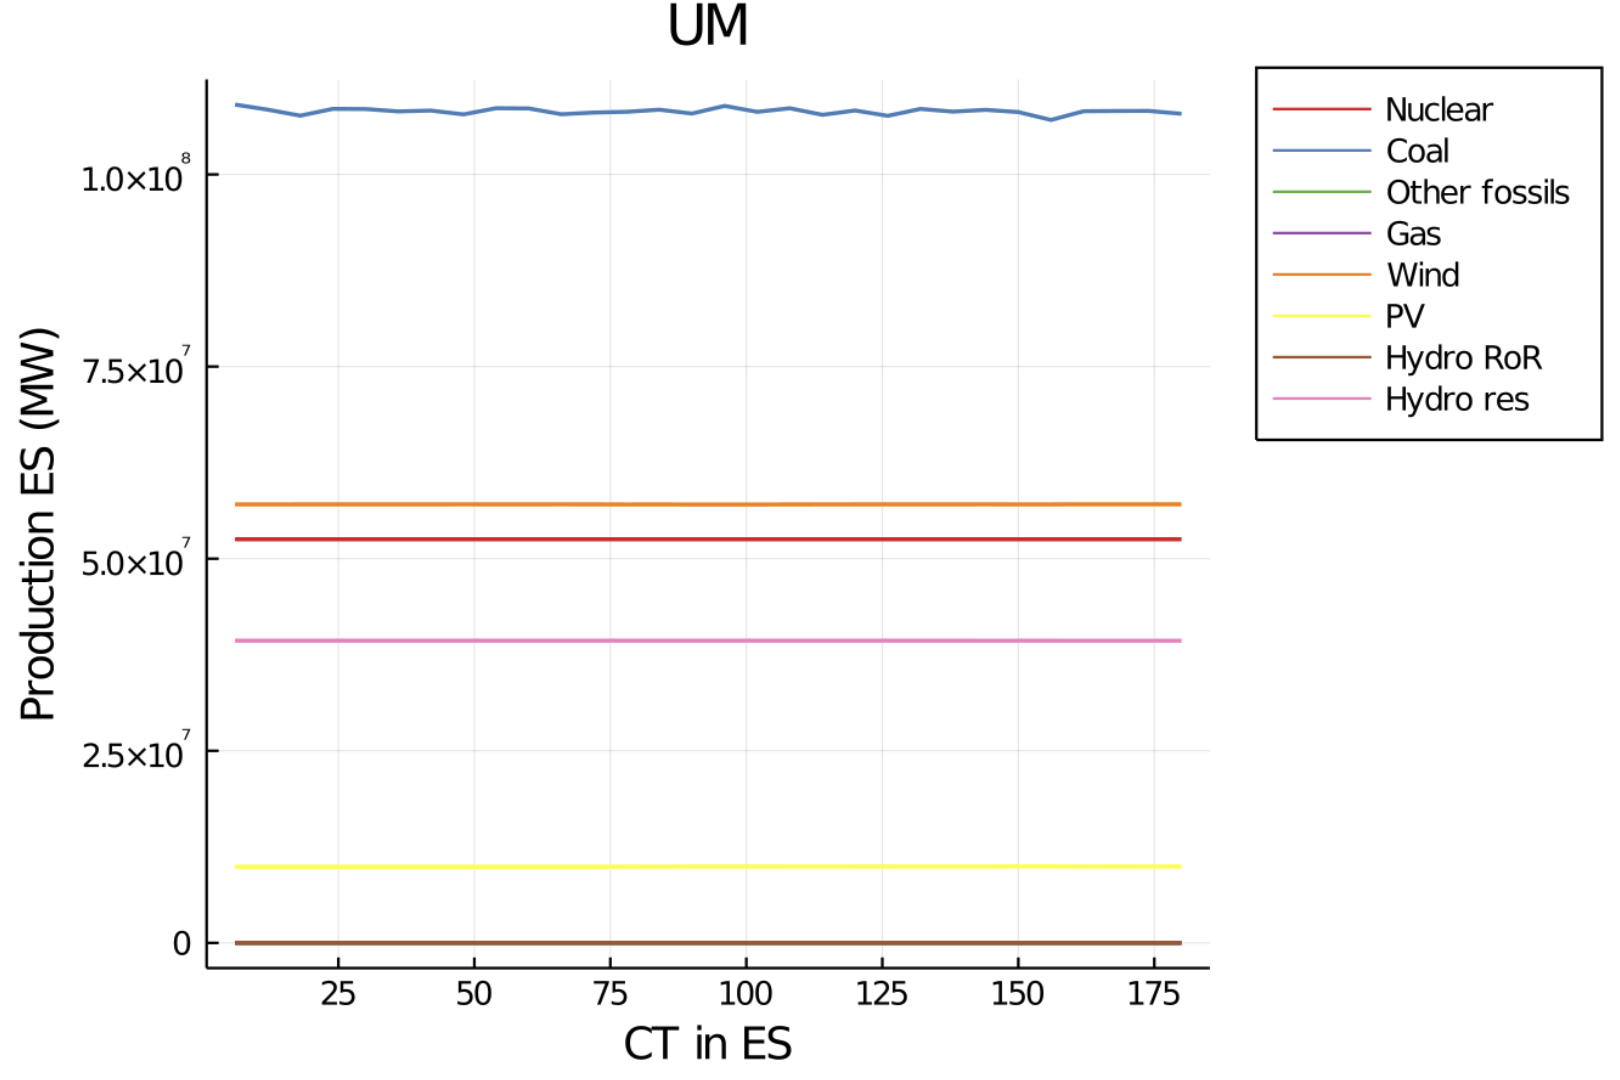 UM
Production ES (MW)
1.0×10⁸
7.5×10⁷
5.0×10⁷
2.5×10⁷
0
25 50 75 100 125 150 175
CT in ES
Nuclear
Coal
Other fossils
Gas
Wind
PV
Hydro RoR
Hydro res